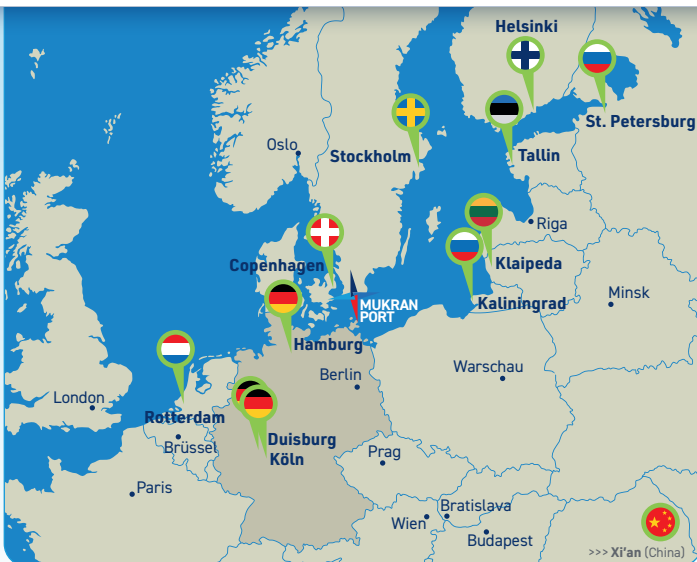 Helsinki
St. Petersburg
Oslo
Stockholm
Tallin
Riga
Copenhagen
Klaipeda
Kaliningrad
MUKRAN
PORT
Minsk
Hamburg
Berlin
Warschau
London
Rotterdam
Brüssel
Duisburg
Köln
Prag
Paris
Bratislava
Wien
Budapest
>>> Xi'an (China)